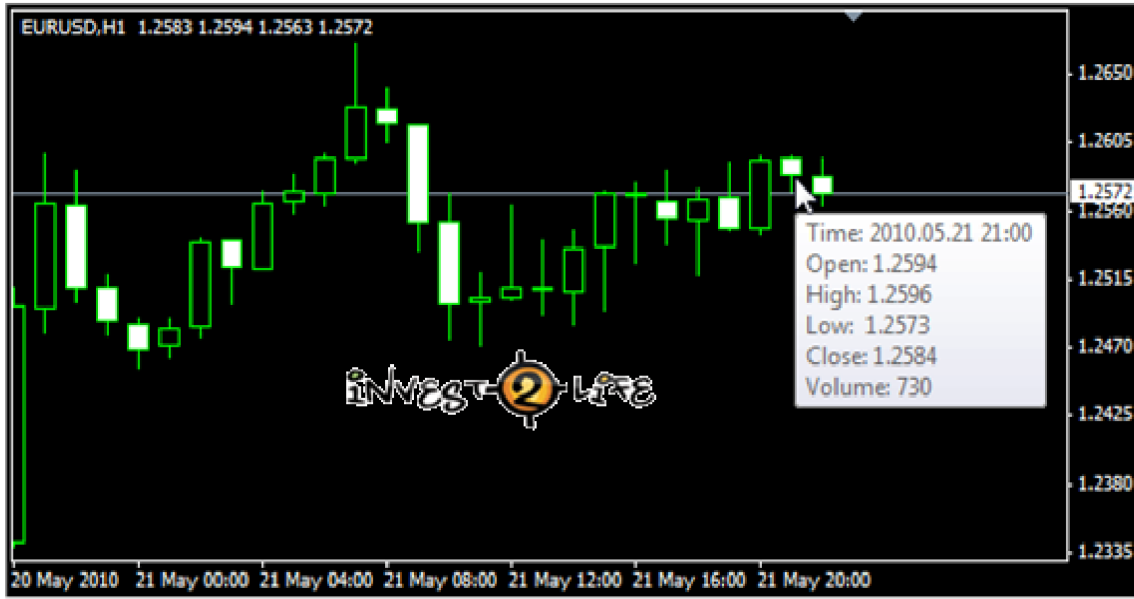 EURUSD,H1 1.2583 1.2594 1.2563 1.2572
1.2650
1.2605
1.2572
1.2560
1.2515
1.2470
1.2425
1.2380
1.2335
Time: 2010.05.21 21:00
Open: 1.2594
High: 1.2596
Low: 1.2573
Close: 1.2584
Volume: 730
iNVEST-2-LiFE
20 May 2010 21 May 00:00 21 May 04:00 21 May 08:00 21 May 12:00 21 May 16:00 21 May 20:00